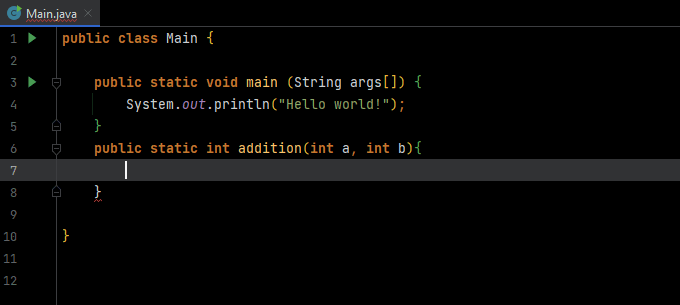 Main.java
1 public class Main {
2
3 public static void main (String args[]) {
4 System.out.println("Hello world!");
5 }
6 public static int addition(int a, int b){
7
8 }
9
10 }
11
12